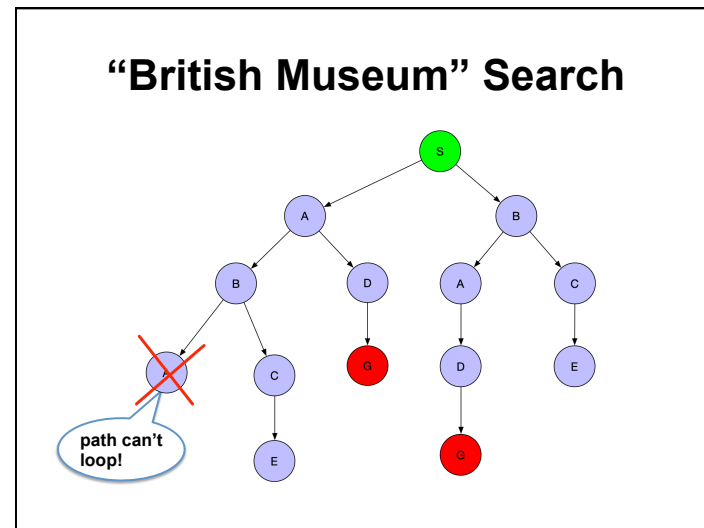 “British Museum” Search
S
A
B
B
D
A
C
A
C
G
D
E
path can’t
loop!
E
G